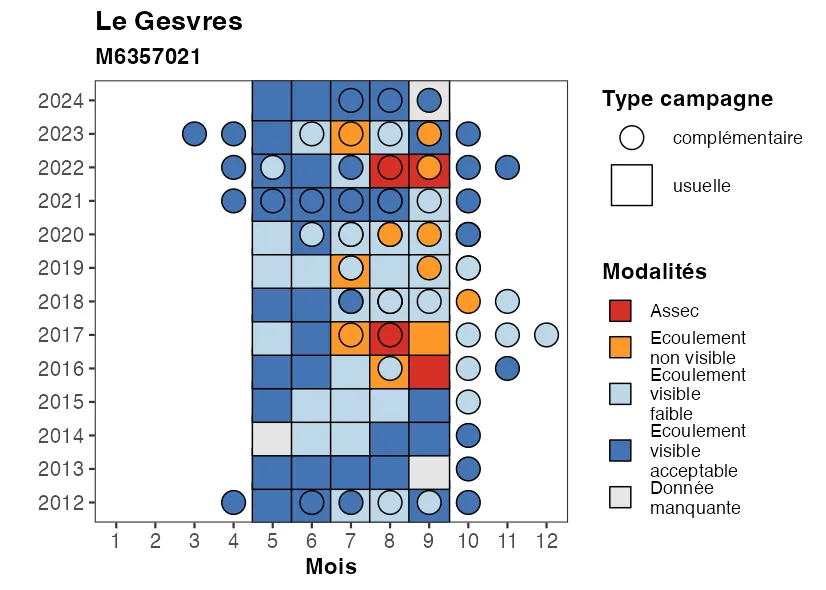 Le Gesvres
M6357021
2024
2023
2022
2021
2020
2019
2018
2017
2016
2015
2014
2013
2012
1 2 3 4 5 6 7 8 9 10 11 12
Mois
Type campagne
complémentaire
usuelle
Modalités
Assec
Ecoulement
non visible
Ecoulement
visible
faible
Ecoulement
visible
acceptable
Donnée
manquante